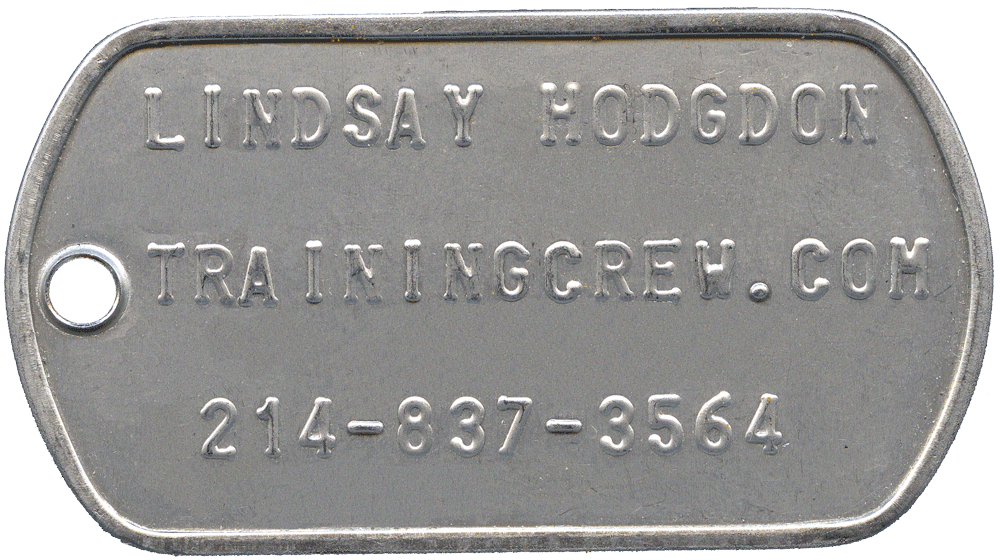 LINDSAY HODGDON
TRAININGCREW.COM
214-837-3564